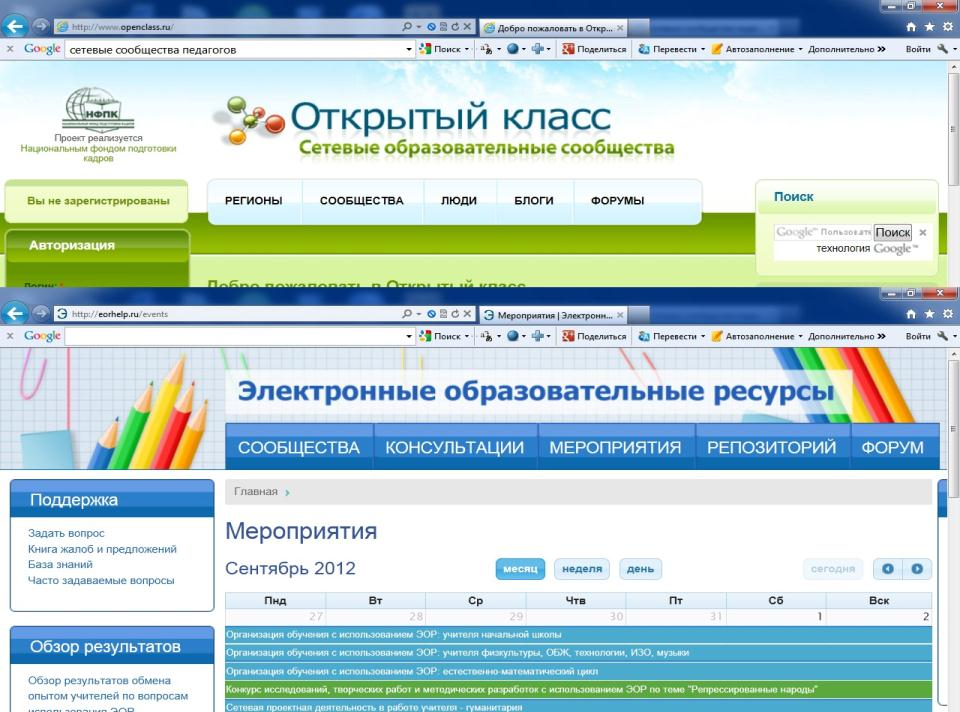 http://www.openclass.ru/
Добро пожаловать в Откр...
Google сетевые сообщества педагогов Поиск Поделиться Перевести Автозаполнение Дополнительно Войти
НФПК
Проект реализуется
Национальным фондом подготовки
кадров
Открытый класс
Сетевые образовательные сообщества
Вы не зарегистрированы
РЕГИОНЫ СООБЩЕСТВА ЛЮДИ БЛОГИ ФОРУМЫ
Поиск
Google™ Пользовате Поиск
технология Google™
Авторизация
Логин: *
Добро пожаловать в Открытый класс
http://eorhelp.ru/events
Мероприятия | Электронн...
Google Поиск Поделиться Перевести Автозаполнение Дополнительно Войти
Электронные образовательные ресурсы
СООБЩЕСТВА КОНСУЛЬТАЦИИ МЕРОПРИЯТИЯ РЕПОЗИТОРИЙ ФОРУМ
Поддержка
Задать вопрос
Книга жалоб и предложений
База знаний
Часто задаваемые вопросы
Обзор результатов
Обзор результатов обмена
опытом учителей по вопросам
использования ЭОР
Главная
Мероприятия
Сентябрь 2012
месяц неделя день сегодня
Пнд Вт Ср Чтв Пт Сб Вск
27 28 29 30 31 1 2
Организация обучения с использованием ЭОР: учителя начальной школы
Организация обучения с использованием ЭОР: учителя физкультуры, ОБЖ, технологии, ИЗО, музыки
Организация обучения с использованием ЭОР: естественно-математический цикл
Конкурс исследований, творческих работ и методических разработок с использованием ЭОР по теме "Репрессированные народы"
Сетевая проектная деятельность в работе учителя - гуманитария